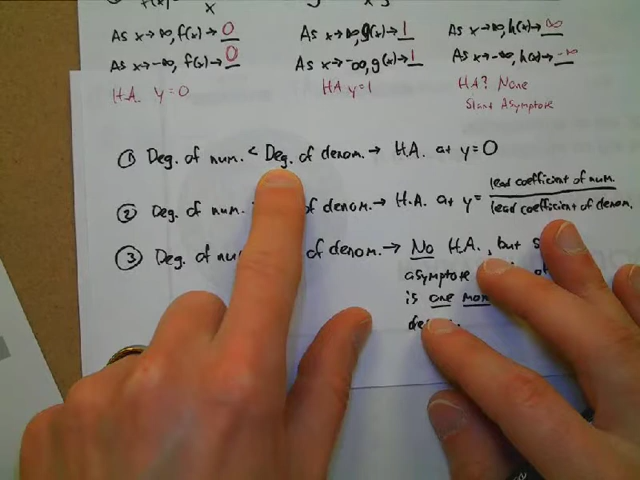 x
As x→∞, f(x)→ 0
As x→∞, g(x)→ 1
As x→∞, h(x)→ ∞
As x→-∞, f(x)→ 0
As x→-∞, g(x)→ 1
As x→-∞, h(x)→ -∞
H.A. y=0
HA y=1
HA? None
Slant Asymptote
① Deg. of num. < Deg. of denom. → H.A. at y=0
② Deg. of num. of denom. → H.A. at y= lead coefficient of num. / lead coefficient of denom.
③ Deg. of of denom. → No H.A., but
asymptote
is one